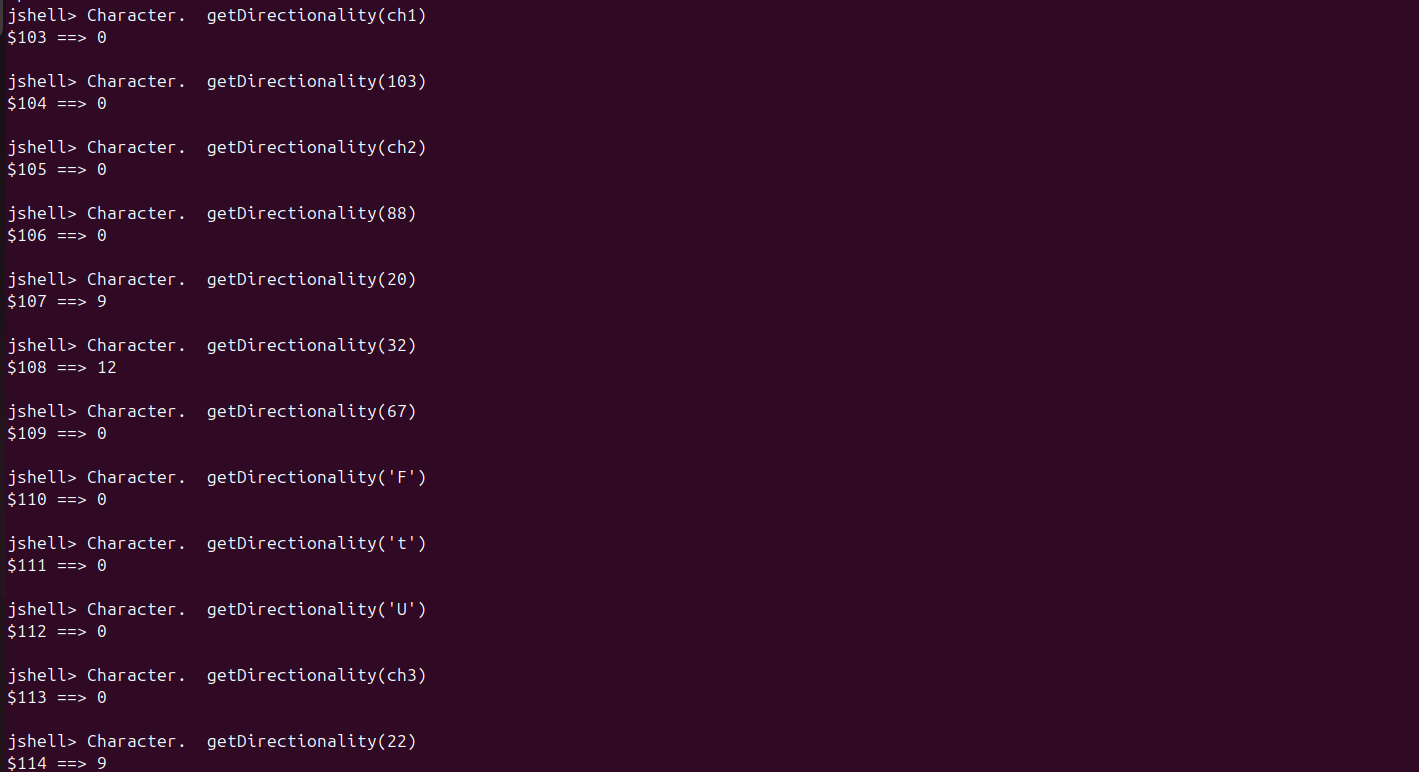 jshell> Character.  getDirectionality(ch1)
$103 ==> 0
jshell> Character.  getDirectionality(103)
$104 ==> 0
jshell> Character.  getDirectionality(ch2)
$105 ==> 0
jshell> Character.  getDirectionality(88)
$106 ==> 0
jshell> Character.  getDirectionality(20)
$107 ==> 9
jshell> Character.  getDirectionality(32)
$108 ==> 12
jshell> Character.  getDirectionality(67)
$109 ==> 0
jshell> Character.  getDirectionality('F')
$110 ==> 0
jshell> Character.  getDirectionality('t')
$111 ==> 0
jshell> Character.  getDirectionality('U')
$112 ==> 0
jshell> Character.  getDirectionality(ch3)
$113 ==> 0
jshell> Character.  getDirectionality(22)
$114 ==> 9